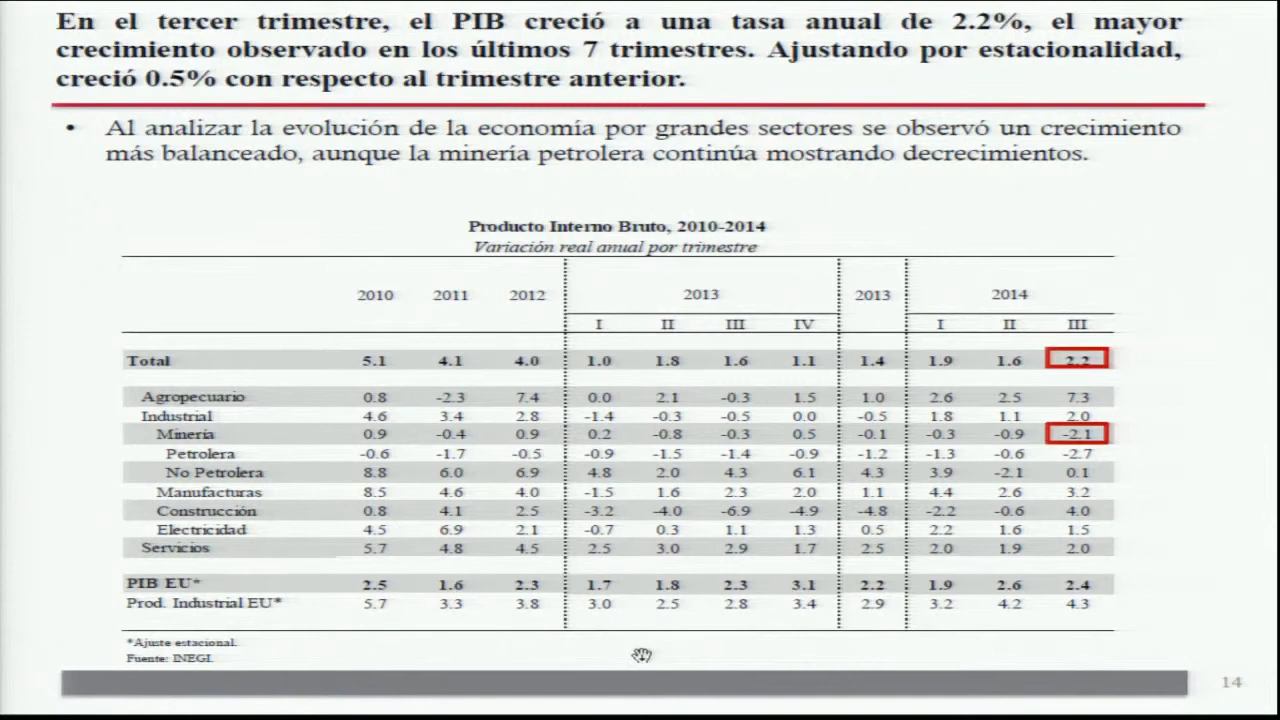 En el tercer trimestre, el PIB creció a una tasa anual de 2.2%, el mayor
crecimiento observado en los últimos 7 trimestres. Ajustando por estacionalidad,
creció 0.5% con respecto al trimestre anterior.
• Al analizar la evolución de la economía por grandes sectores se observó un crecimiento
más balanceado, aunque la minería petrolera continúa mostrando decrecimientos.
Producto Interno Bruto, 2010-2014
Variación real anual por trimestre
2010 2011 2012 2013 2013 2014
I II III IV I II III
Total 5.1 4.1 4.0 1.0 1.8 1.6 1.1 1.4 1.9 1.6 2.2
Agropecuario 0.8 -2.3 7.4 0.0 2.1 -0.3 1.5 1.0 2.6 2.5 7.3
Industrial 4.6 3.4 2.8 -1.4 -0.3 -0.5 0.0 -0.5 1.8 1.1 2.0
Minería 0.9 -0.4 0.9 0.2 -0.8 -0.3 0.5 -0.1 -0.3 -0.9 -2.1
Petrolera -0.6 -1.7 -0.5 -0.9 -1.5 -1.4 -0.9 -1.2 -1.3 -0.6 -2.7
No Petrolera 8.8 6.0 6.9 4.8 2.0 4.3 6.1 4.3 3.9 -2.1 0.1
Manufacturas 8.5 4.6 4.0 -1.5 1.6 2.3 2.0 1.1 4.4 2.6 3.2
Construcción 0.8 4.1 2.5 -3.2 -4.0 -6.9 -4.9 -4.8 -2.2 -0.6 4.0
Electricidad 4.5 6.9 2.1 -0.7 0.3 1.1 1.3 0.5 2.2 1.6 1.5
Servicios 5.7 4.8 4.5 2.5 3.0 2.9 1.7 2.5 2.0 1.9 2.0
PIB EU* 2.5 1.6 2.3 1.7 1.8 2.3 3.1 2.2 1.9 2.6 2.4
Prod. Industrial EU* 5.7 3.3 3.8 3.0 2.5 2.8 3.4 2.9 3.2 4.2 4.3
*Ajuste estacional.
Fuente: INEGI.
14